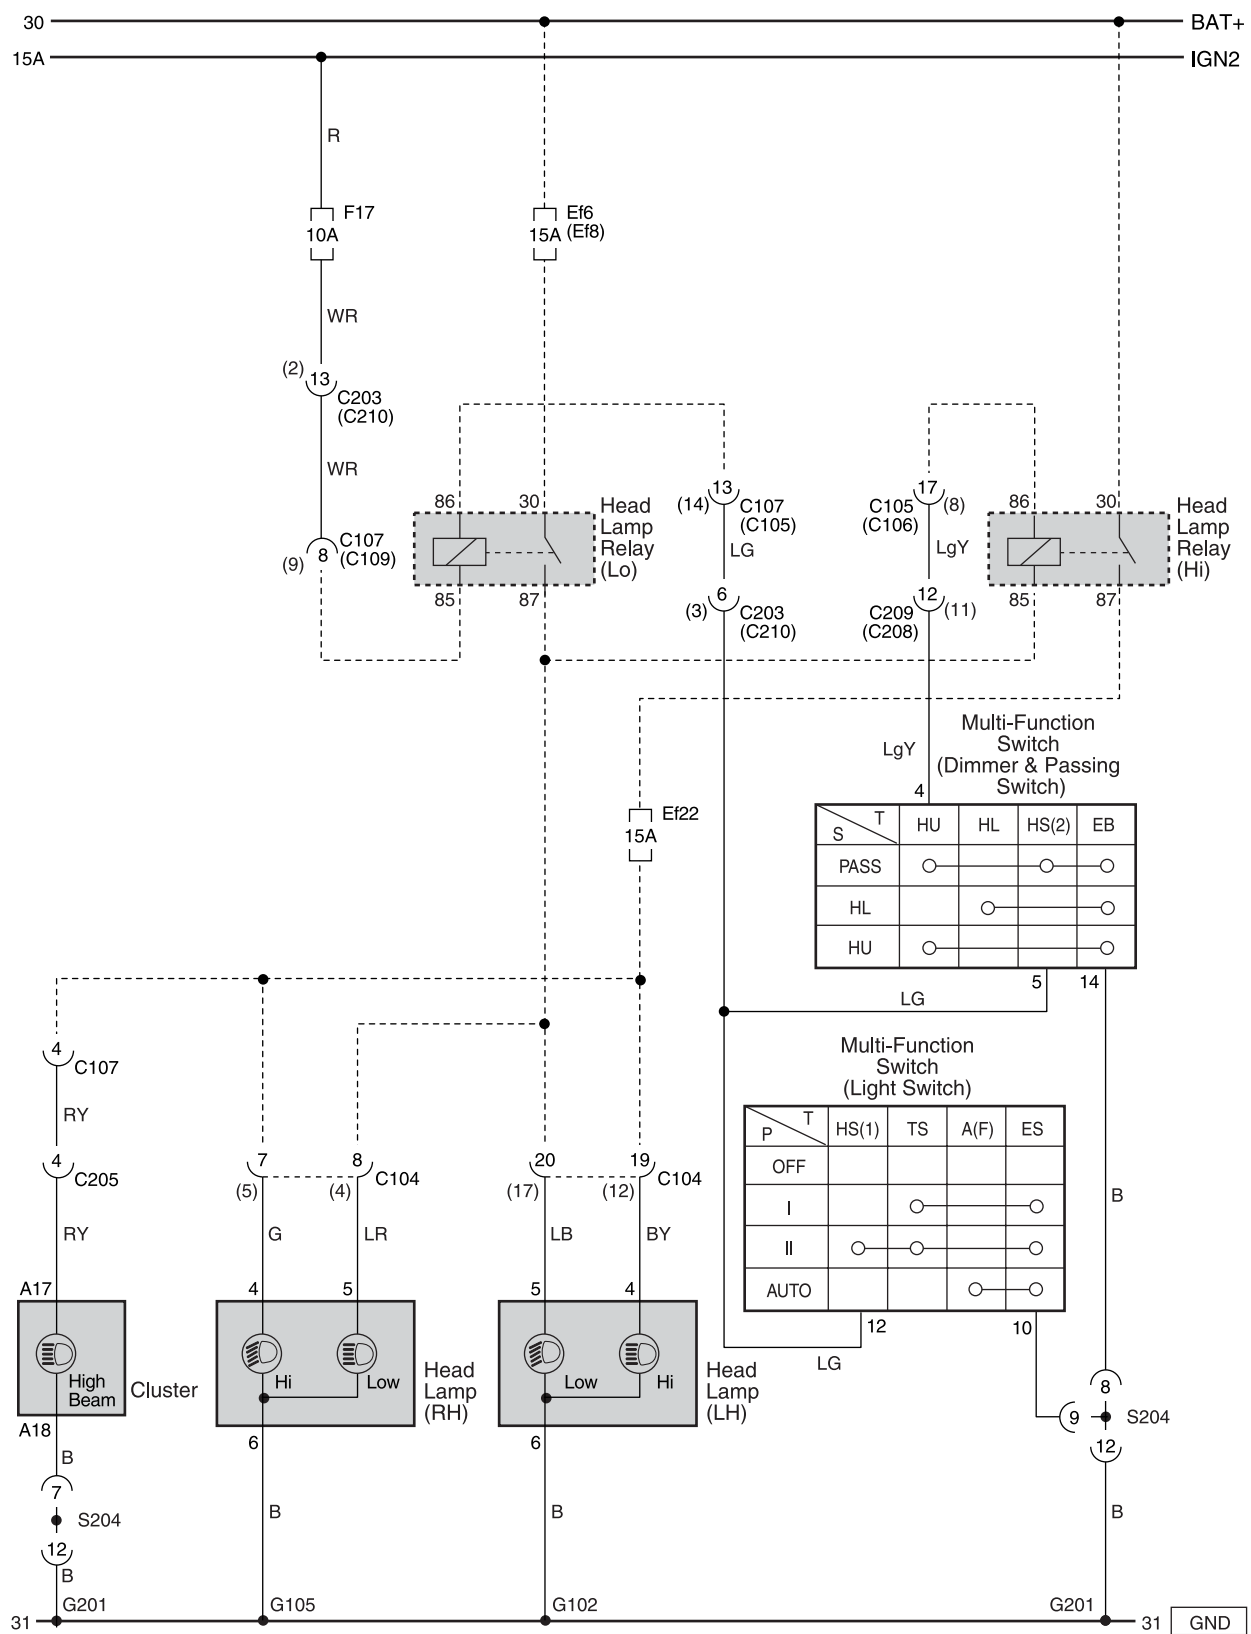 30
BAT+
15A
IGN2
R
F17
10A
Ef6
15A (Ef8)
WR
(2) 13
C203
(C210)
WR
86
30
Head
Lamp
Relay
(Lo)
85
87
(9) 8
C107
(C109)
13
(14)
C107
(C105)
LG
6
(3)
C203
(C210)
17
C105
(C106)
(8)
LgY
12
C209
(C208)
(11)
86
30
Head
Lamp
Relay
(Hi)
85
87
LgY
Multi-Function
Switch
(Dimmer & Passing
Switch)
4
S T HU HL HS(2) EB
PASS
HL
HU
5
14
Ef22
15A
LG
Multi-Function
Switch
(Light Switch)
P T HS(1) TS A(F) ES
OFF
I
II
AUTO
12
10
LG
B
4
C107
RY
4
C205
RY
7
(5)
8
(4)
C104
G
LR
20
(17)
19
(12)
C104
LB
BY
A17
High
Beam
Cluster
A18
4
5
Hi
Low
Head
Lamp
(RH)
6
5
4
Low
Hi
Head
Lamp
(LH)
6
8
9
S204
12
B
B
7
S204
12
B
B
B
G201
G105
G102
G201
31
31
GND